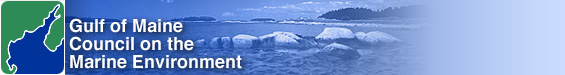 Gulf of Maine
Council on the
Marine Environment